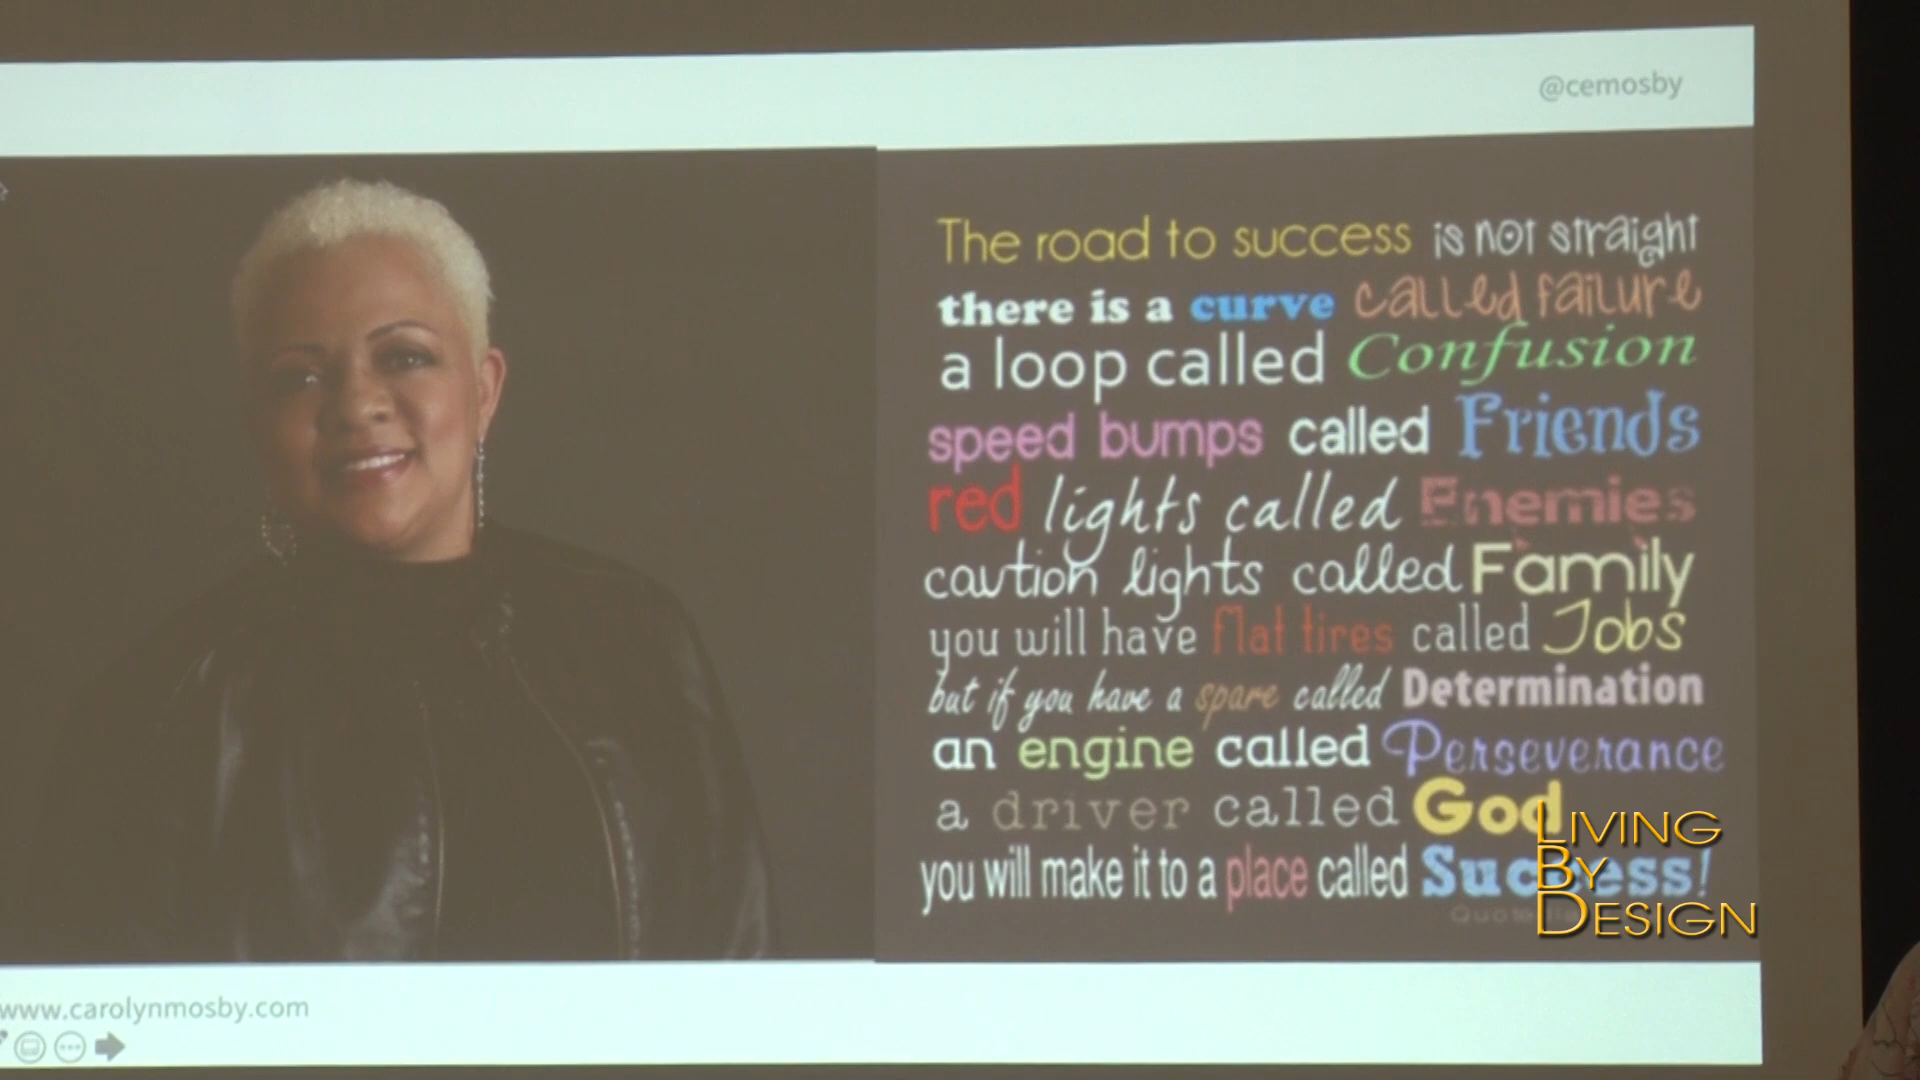 @cemosby
The road to success is not straight
there is a curve called failure
a loop called Confusion
speed bumps called Friends
red lights called Enemies
caution lights called Family
you will have flat tires called Jobs
but if you have a spare called Determination
an engine called Perseverance
a driver called God
you will make it to a place called Success!
LIVING
BY
DESIGN
www.carolynmosby.com